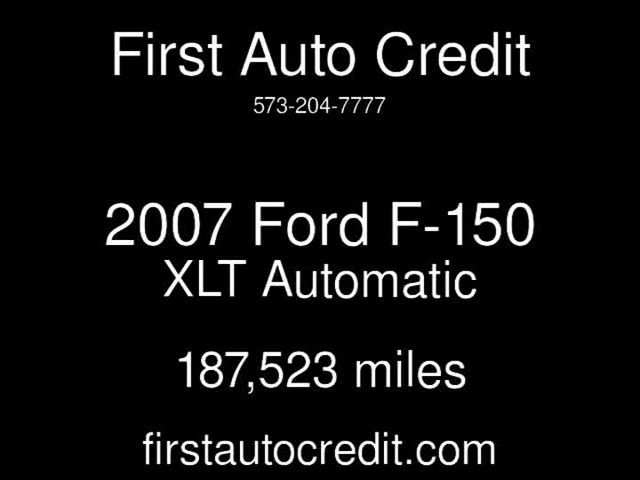 First Auto Credit
573-204-7777
2007 Ford F-150
XLT Automatic
187,523 miles
firstautocredit.com